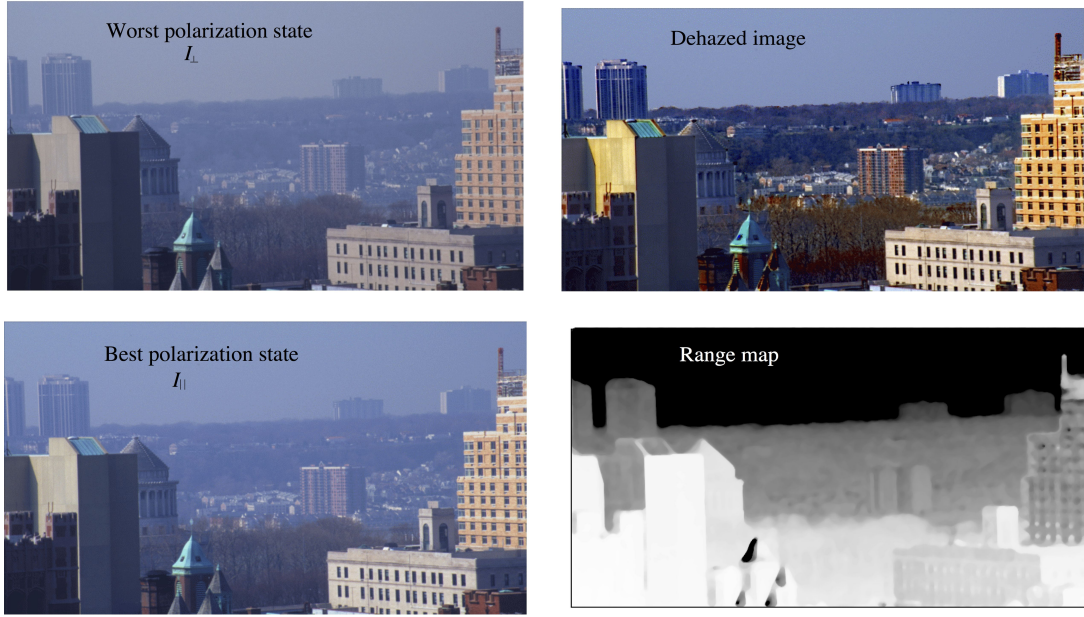 Worst polarization state
I⊥
Dehazed image
Best polarization state
I||
Range map